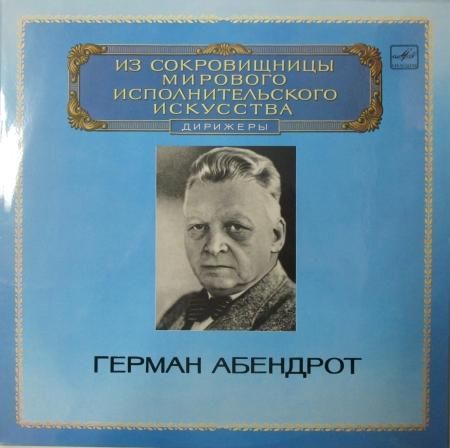 ИЗ СОКРОВИЩНИЦЫ
МИРОВОГО
ИСПОЛНИТЕЛЬСКОГО
ИСКУССТВА
ДИРИЖЕРЫ
ГЕРМАН АБЕНДРОТ